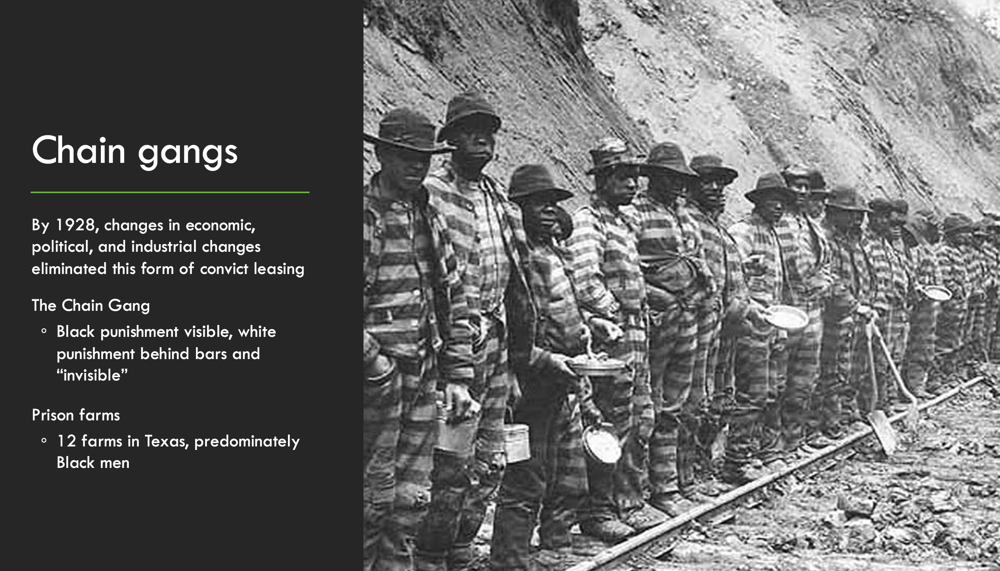 Chain gangs
By 1928, changes in economic,
political, and industrial changes
eliminated this form of convict leasing
The Chain Gang
◦ Black punishment visible, white
punishment behind bars and
“invisible”
Prison farms
◦ 12 farms in Texas, predominately
Black men